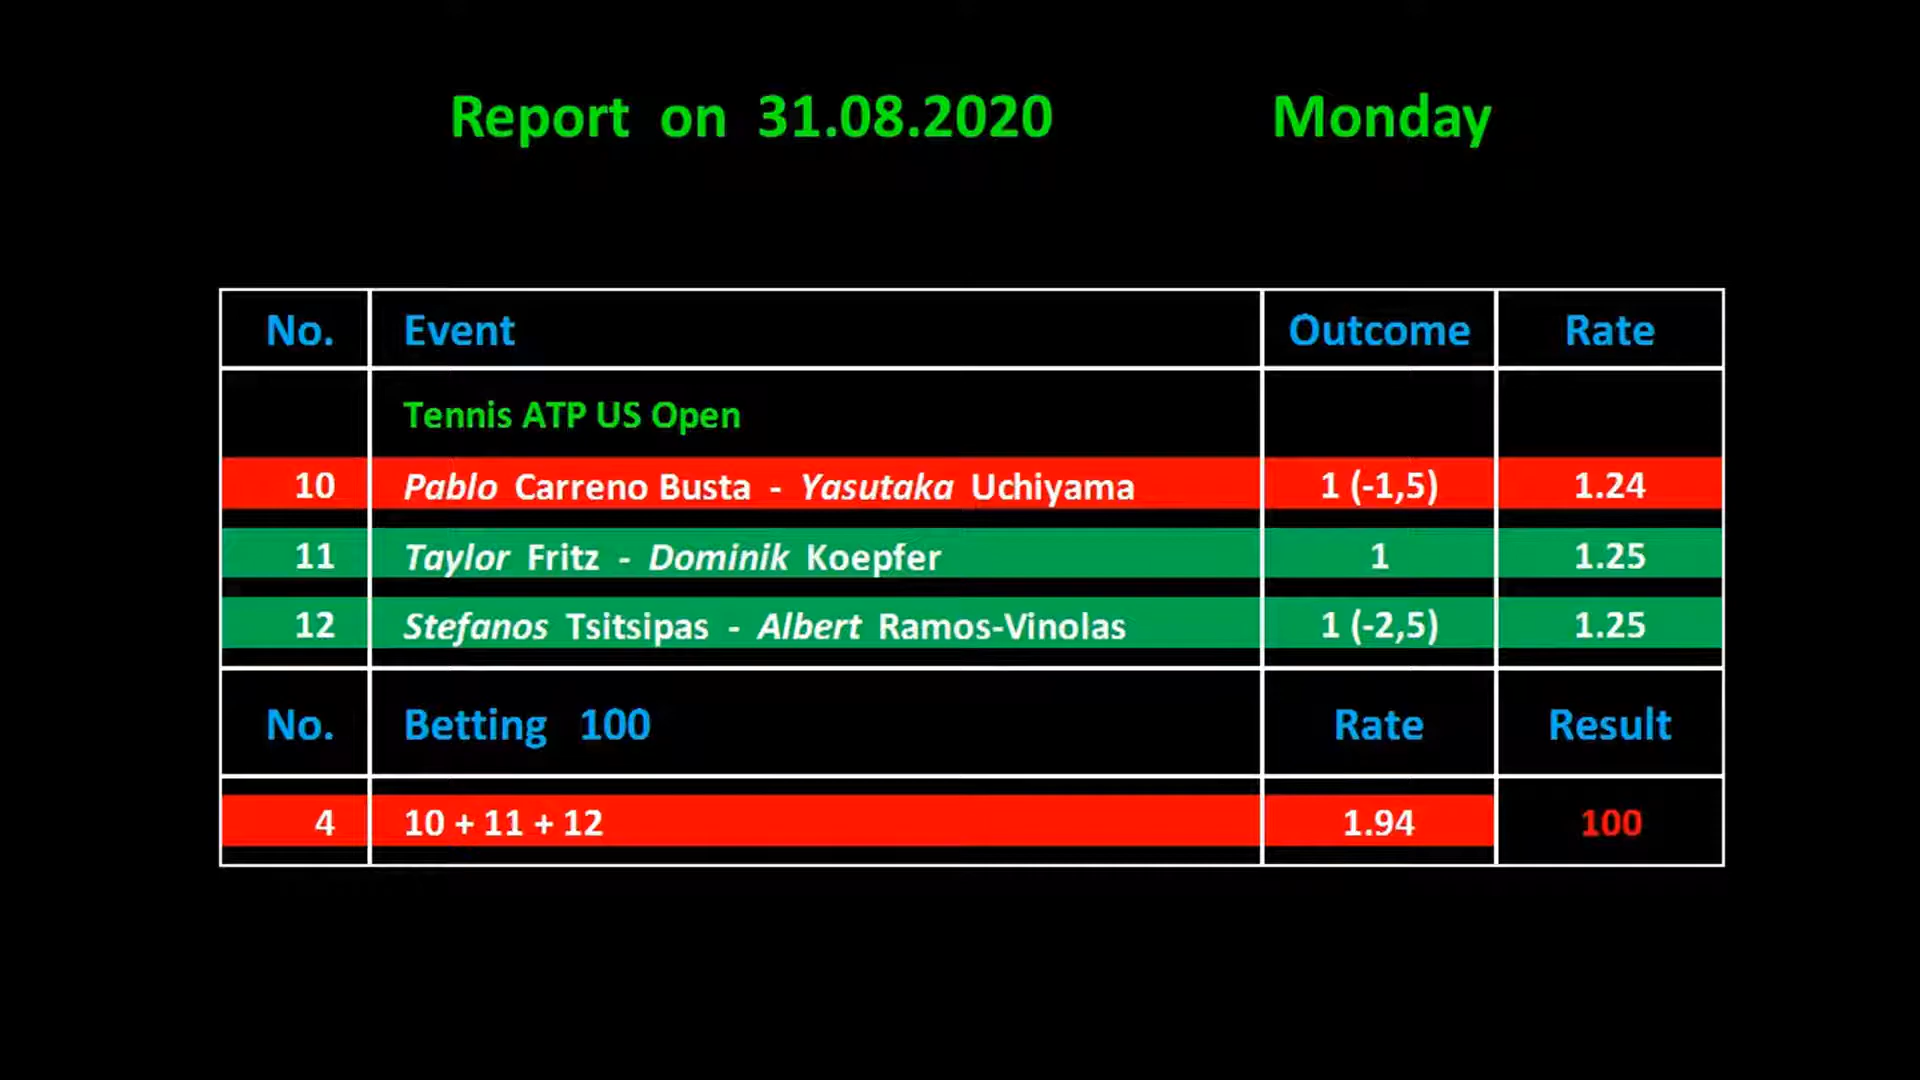 Report on 31.08.2020 Monday
No. Event Outcome Rate
Tennis ATP US Open
10 Pablo Carreno Busta - Yasutaka Uchiyama 1 (-1,5) 1.24
11 Taylor Fritz - Dominik Koepfer 1 1.25
12 Stefanos Tsitsipas - Albert Ramos-Vinolas 1 (-2,5) 1.25
No. Betting 100 Rate Result
4 10 + 11 + 12 1.94 100